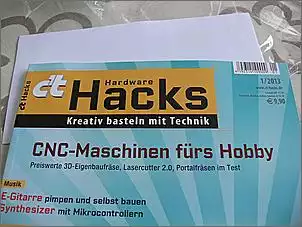 c't Hacks
c't
Hardware
Hacks
Kreativ basteln mit Technik
1/2013
€ 9,90
CNC-Maschinen fürs Hobby
Preiswerte 3D-Eigenbaufräse, Lasercutter 2.0, Portalfräsen im Test
Musik
E-Gitarre pimpen und selbst bauen
Synthesizer mit Mikrocontrollern